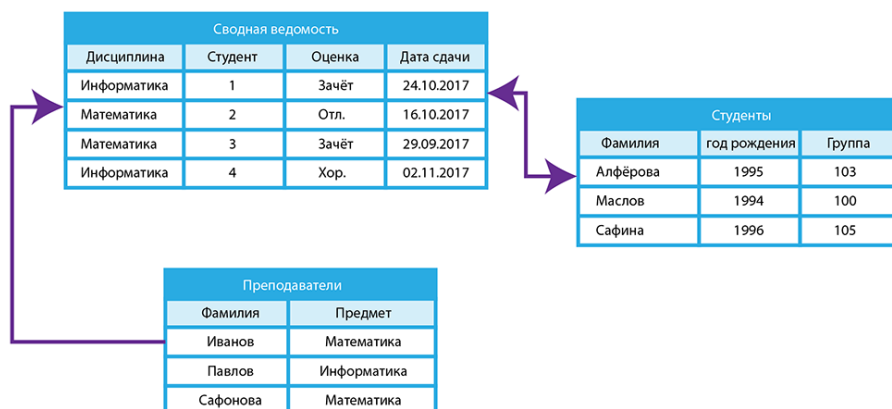 Сводная ведомость
Дисциплина Студент Оценка Дата сдачи
Информатика 1 Зачёт 24.10.2017
Математика 2 Отл. 16.10.2017
Математика 3 Зачёт 29.09.2017
Информатика 4 Хор. 02.11.2017
Студенты
Фамилия год рождения Группа
Алфёрова 1995 103
Маслов 1994 100
Сафина 1996 105
Преподаватели
Фамилия Предмет
Иванов Математика
Павлов Информатика
Сафонова Математика